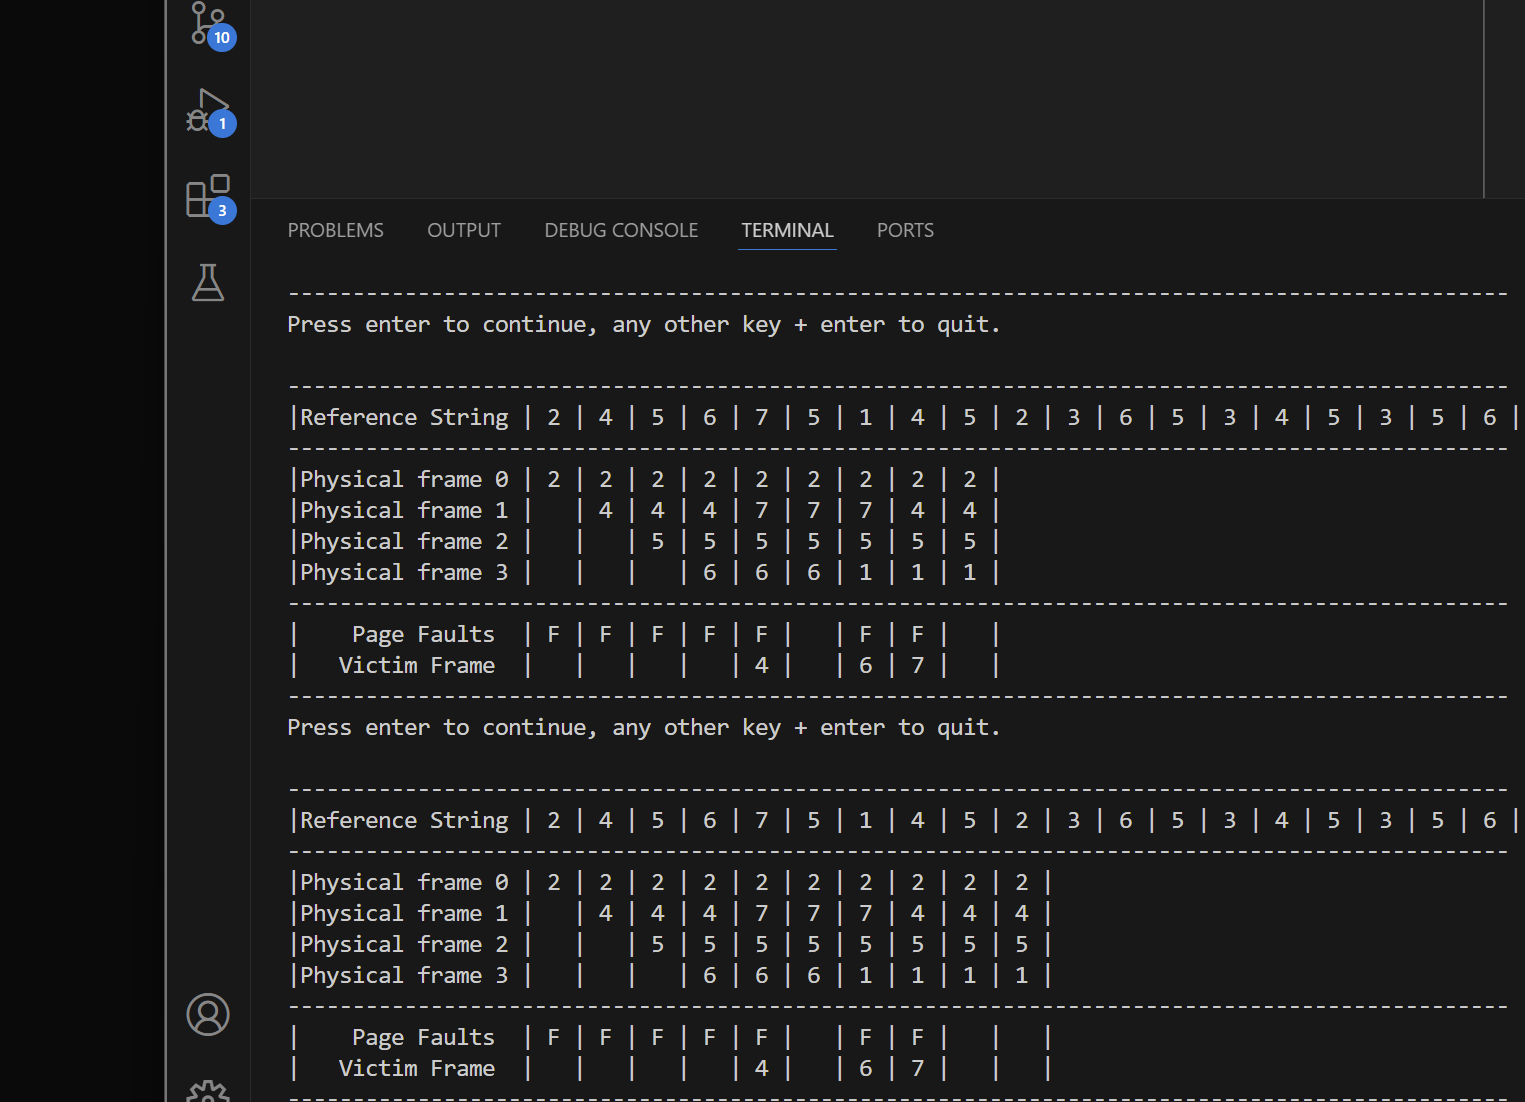 10
1
3
PROBLEMS OUTPUT DEBUG CONSOLE TERMINAL PORTS
----------------------------------------------------------------------------------------------
Press enter to continue, any other key + enter to quit.
----------------------------------------------------------------------------------------------
|Reference String | 2 | 4 | 5 | 6 | 7 | 5 | 1 | 4 | 5 | 2 | 3 | 6 | 5 | 3 | 4 | 5 | 3 | 5 | 6 |
----------------------------------------------------------------------------------------------
|Physical frame 0 | 2 | 2 | 2 | 2 | 2 | 2 | 2 | 2 | 2 |
|Physical frame 1 |   | 4 | 4 | 4 | 7 | 7 | 7 | 4 | 4 |
|Physical frame 2 |   |   | 5 | 5 | 5 | 5 | 5 | 5 | 5 |
|Physical frame 3 |   |   |   | 6 | 6 | 6 | 1 | 1 | 1 |
----------------------------------------------------------------------------------------------
|    Page Faults  | F | F | F | F | F |   | F | F |   |
|   Victim Frame  |   |   |   |   | 4 |   | 6 | 7 |   |
----------------------------------------------------------------------------------------------
Press enter to continue, any other key + enter to quit.
----------------------------------------------------------------------------------------------
|Reference String | 2 | 4 | 5 | 6 | 7 | 5 | 1 | 4 | 5 | 2 | 3 | 6 | 5 | 3 | 4 | 5 | 3 | 5 | 6 |
----------------------------------------------------------------------------------------------
|Physical frame 0 | 2 | 2 | 2 | 2 | 2 | 2 | 2 | 2 | 2 | 2 |
|Physical frame 1 |   | 4 | 4 | 4 | 7 | 7 | 7 | 4 | 4 | 4 |
|Physical frame 2 |   |   | 5 | 5 | 5 | 5 | 5 | 5 | 5 | 5 |
|Physical frame 3 |   |   |   | 6 | 6 | 6 | 1 | 1 | 1 | 1 |
----------------------------------------------------------------------------------------------
|    Page Faults  | F | F | F | F | F |   | F | F |   |   |
|   Victim Frame  |   |   |   |   | 4 |   | 6 | 7 |   |   |
----------------------------------------------------------------------------------------------